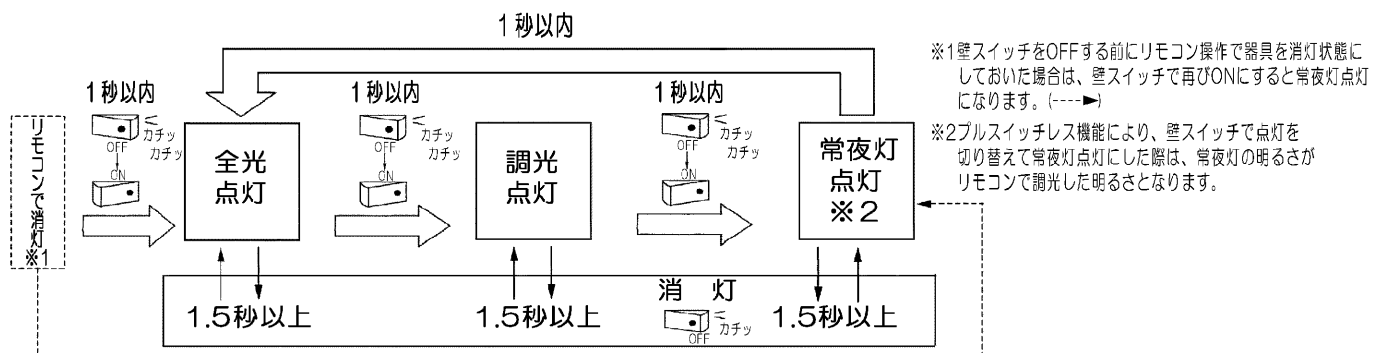 1秒以内
1秒以内
カチッ
カチッ
OFF
ON
1秒以内
カチッ
カチッ
OFF
ON
1秒以内
カチッ
カチッ
OFF
ON
リモコンで消灯※1
全光
点灯
調光
点灯
常夜灯
点灯
※2
消 灯
1.5秒以上
1.5秒以上
カチッ
OFF
1.5秒以上
※1壁スイッチをOFFする前にリモコン操作で器具を消灯状態に
しておいた場合は、壁スイッチで再びONにすると常夜灯点灯
になります。(----►)
※2プルスイッチレス機能により、壁スイッチで点灯を
切り替えて常夜灯点灯にした際は、常夜灯の明るさが
リモコンで調光した明るさとなります。